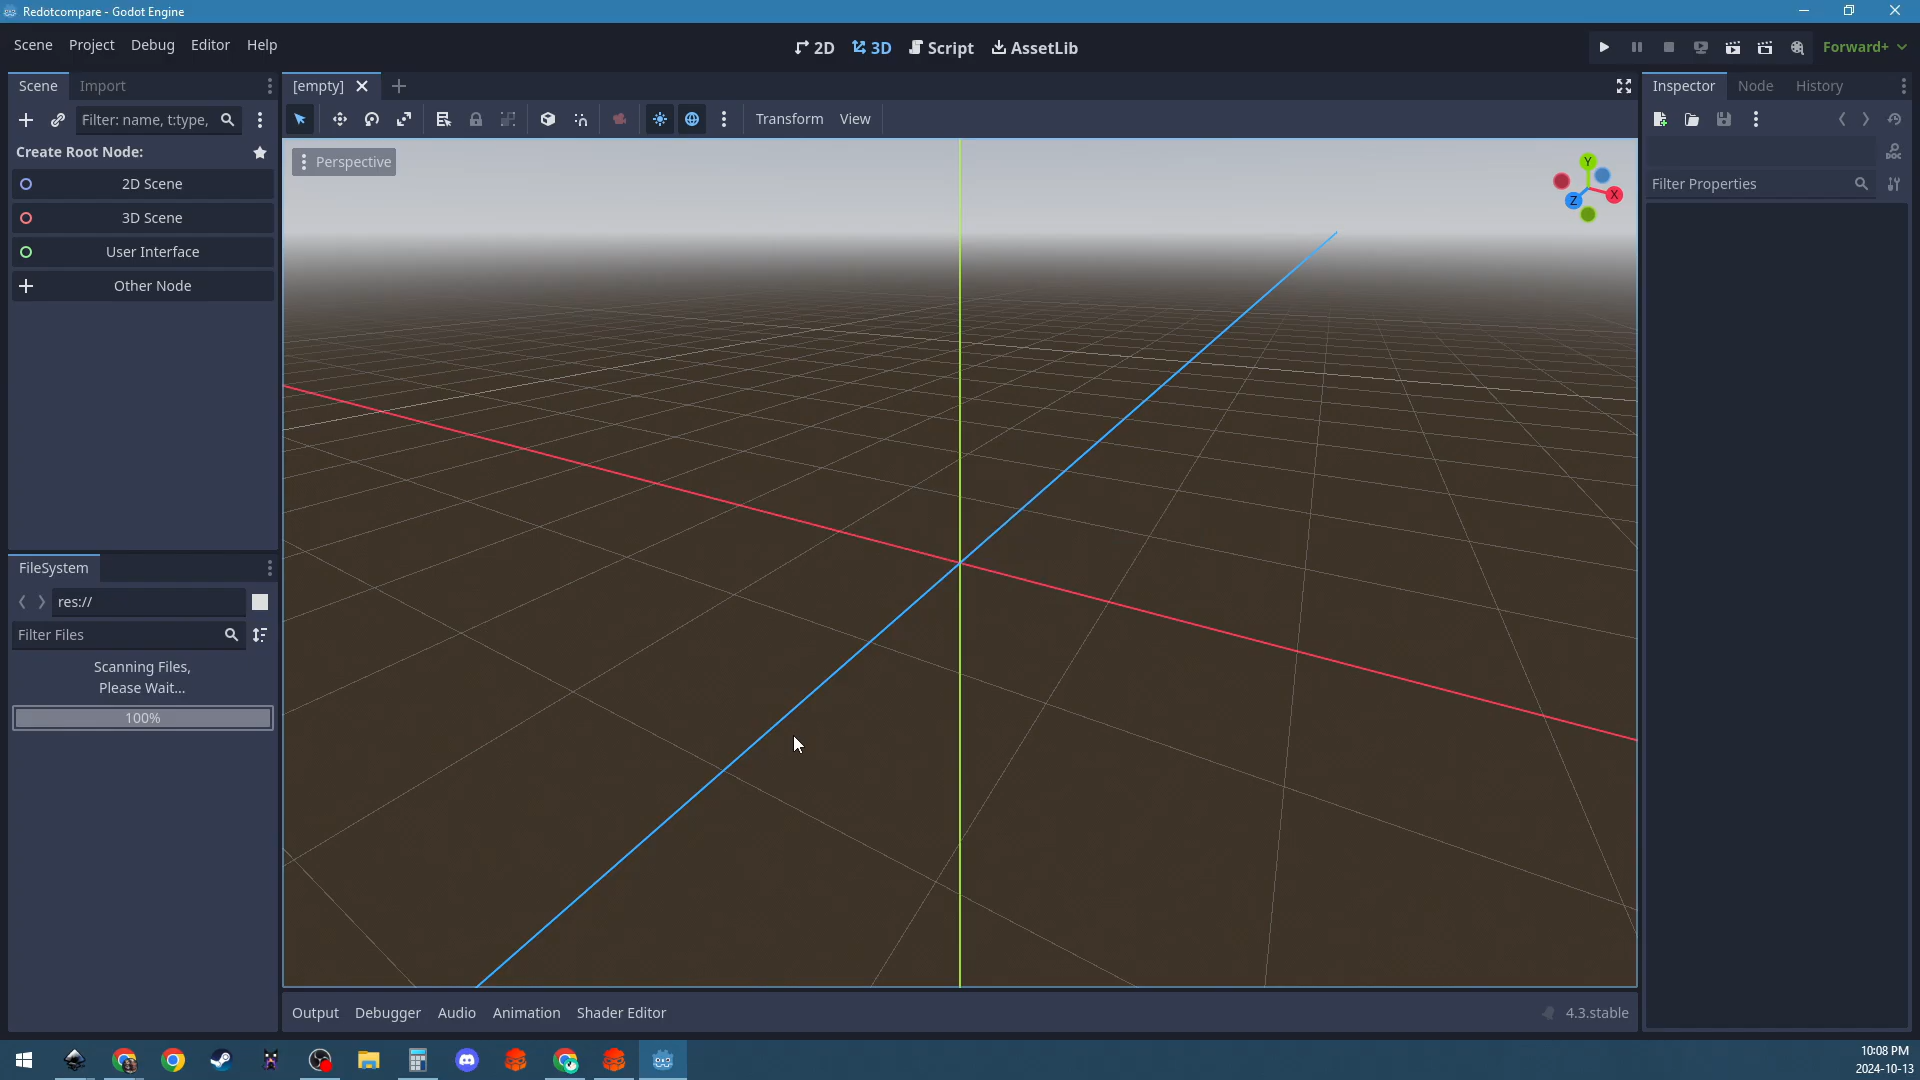 Redotcompare - Godot Engine
Scene Project Debug Editor Help
2D 3D Script AssetLib
Forward+
Scene Import
[empty]
Inspector Node History
Filter: name, t:type,
Transform View
Create Root Node:
Perspective
Y
X
Z
DOC
Filter Properties
2D Scene
3D Scene
User Interface
Other Node
FileSystem
res://
Filter Files
Scanning Files,
Please Wait...
100%
Output Debugger Audio Animation Shader Editor
4.3.stable
10:08 PM
2024-10-13